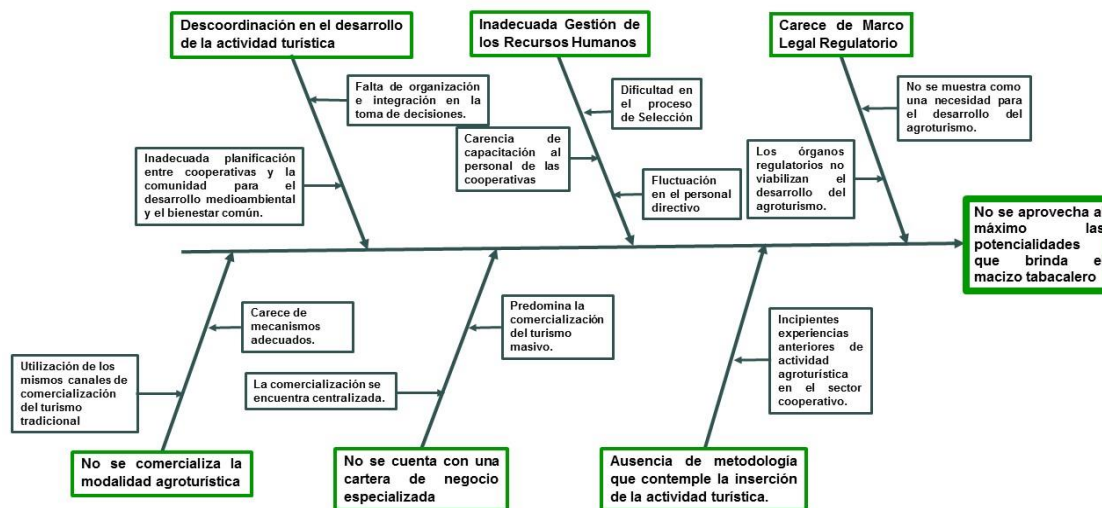 Descoordinación en el desarrollo
de la actividad turística
Inadecuada Gestión de
los Recursos Humanos
Carece de Marco
Legal Regulatorio
Falta de organización
e integración en la
toma de decisiones.
Inadecuada planificación
entre cooperativas y la
comunidad para el
desarrollo medioambiental
y el bienestar común.
Dificultad en
el proceso
de Selección
Carencia de
capacitación al
personal de las
cooperativas
Fluctuación
en el personal
directivo
No se muestra como
una necesidad para
el desarrollo del
agroturismo.
Los órganos
regulatorios no
viabilizan el
desarrollo del
agroturismo.
No se aprovecha a
máximo las
potencialidades
que brinda e
macizo tabacalero
Carece de
mecanismos
adecuados.
Utilización de los
mismos canales de
comercialización
del turismo
tradicional
Predomina la
comercialización
del turismo
masivo.
La comercialización se
encuentra centralizada.
Incipientes
experiencias
anteriores de
actividad
agroturística
en el sector
cooperativo.
No se comercializa la
modalidad agroturística
No se cuenta con una
cartera de negocio
especializada
Ausencia de metodología
que contemple la inserción
de la actividad turística.